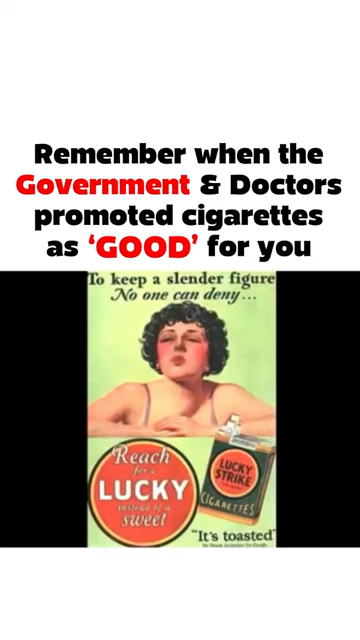 Remember when the
Government & Doctors
promoted cigarettes
as ‘GOOD’ for you
To keep a slender figure
No one can deny...
Reach
for a
LUCKY
instead of a
sweet
LUCKY
STRIKE
CIGARETTES
"It's toasted"